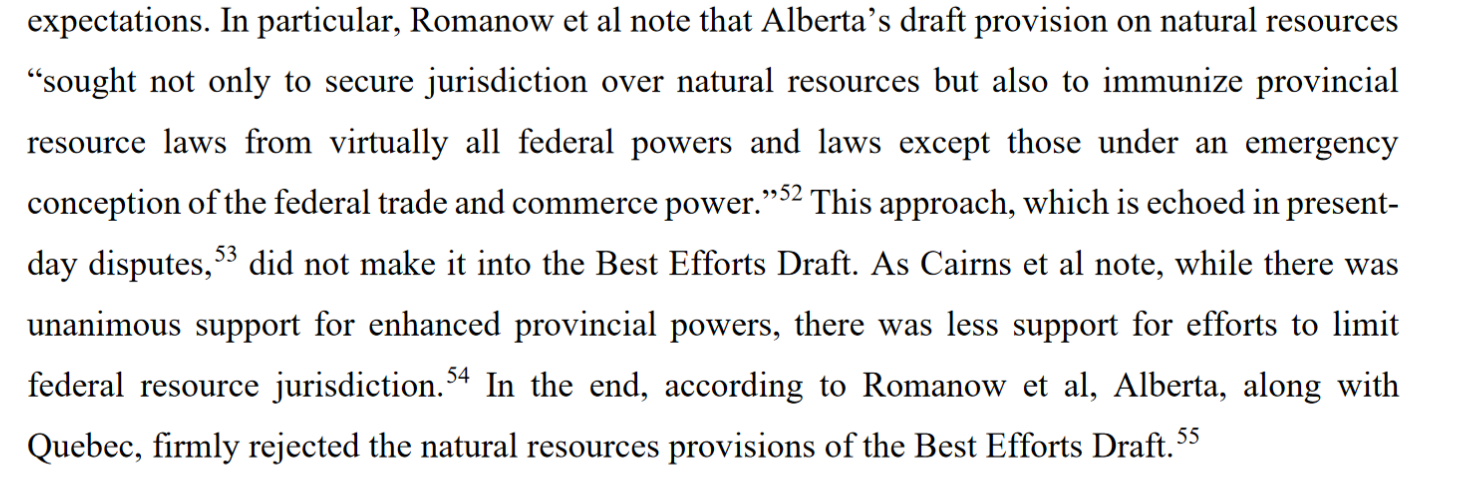 expectations. In particular, Romanow et al note that Alberta’s draft provision on natural resources
“sought not only to secure jurisdiction over natural resources but also to immunize provincial
resource laws from virtually all federal powers and laws except those under an emergency
conception of the federal trade and commerce power.”52 This approach, which is echoed in present-
day disputes,53 did not make it into the Best Efforts Draft. As Cairns et al note, while there was
unanimous support for enhanced provincial powers, there was less support for efforts to limit
federal resource jurisdiction.54 In the end, according to Romanow et al, Alberta, along with
Quebec, firmly rejected the natural resources provisions of the Best Efforts Draft.55